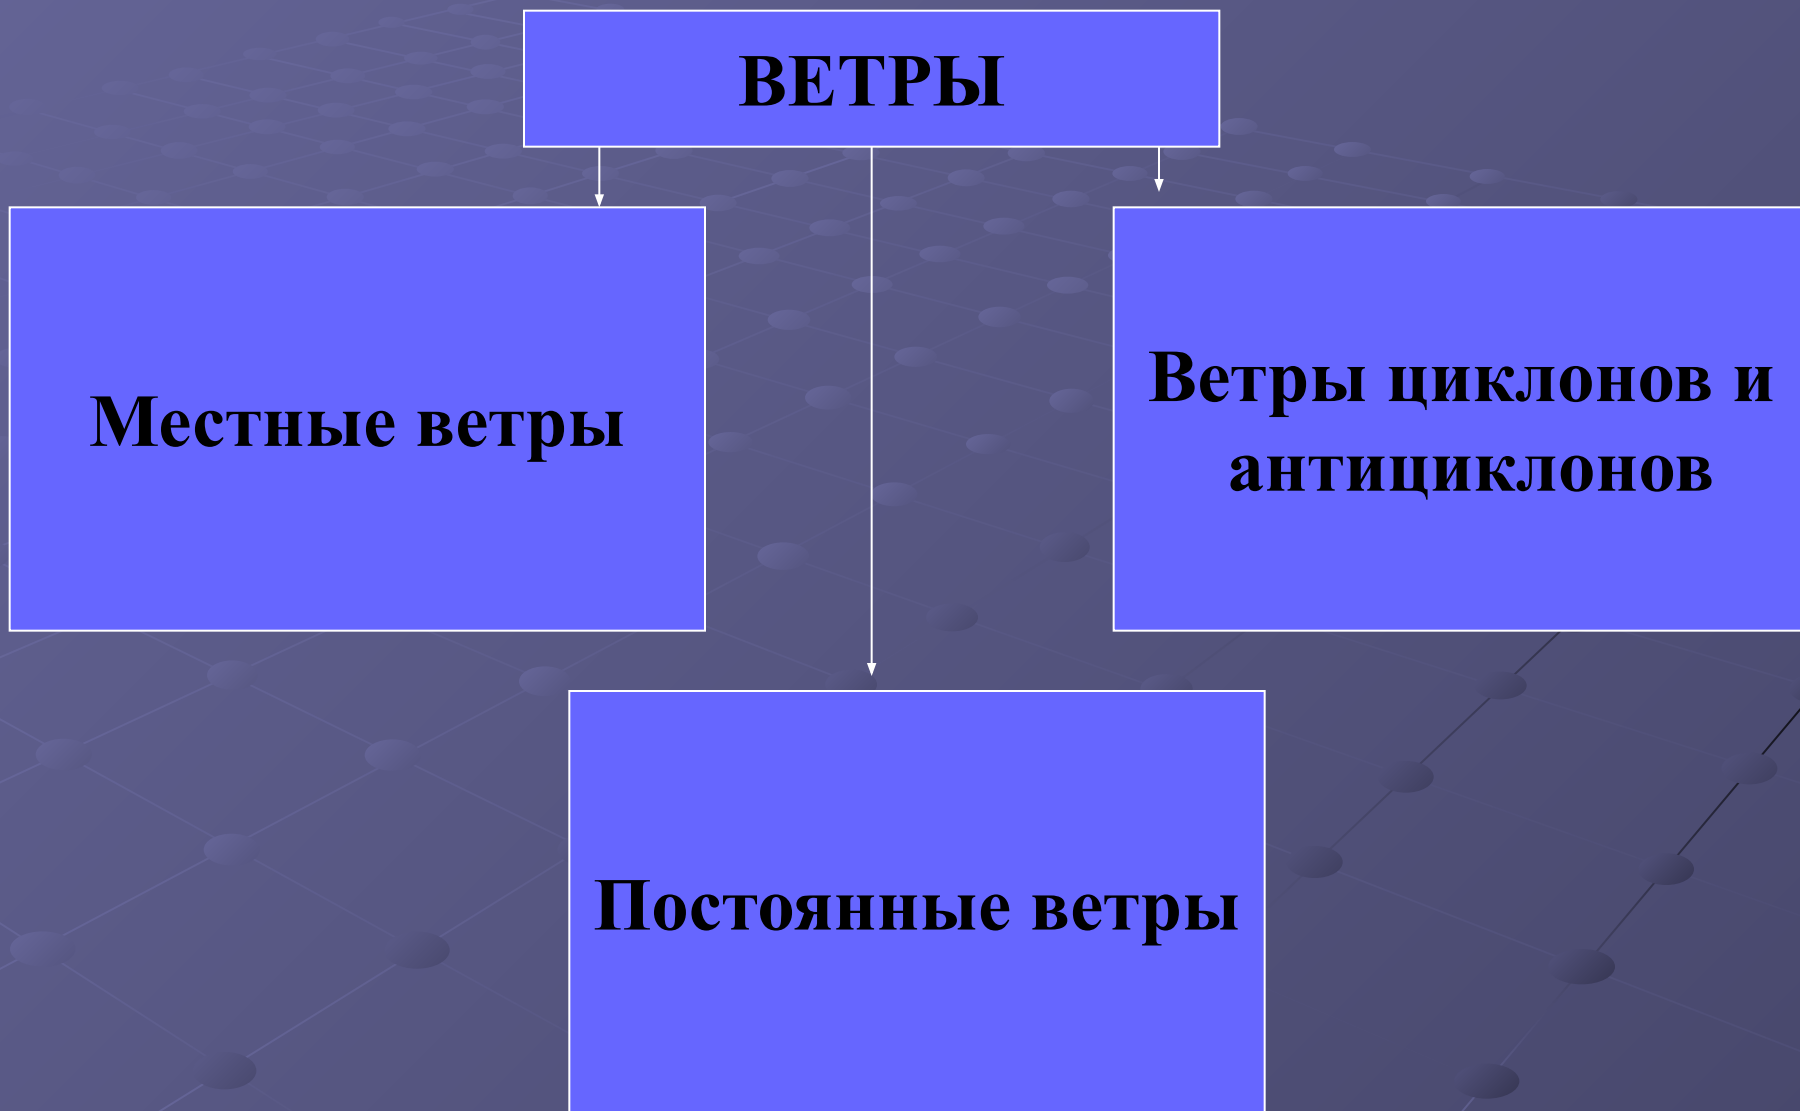 ВЕТРЫ
Местные ветры
Ветры циклонов и
антициклонов
Постоянные ветры